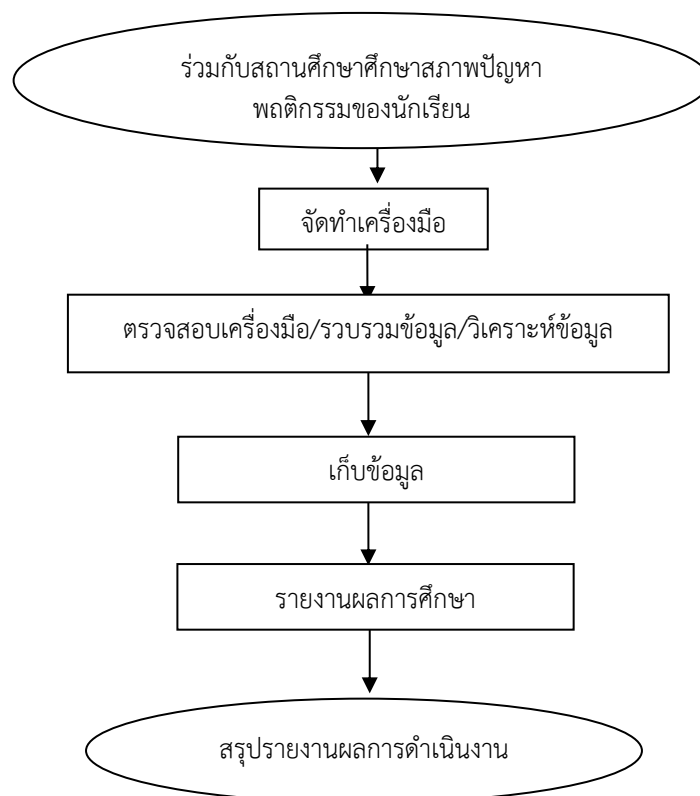 ร่วมกับสถานศึกษาศึกษาสภาพปัญหา
พฤติกรรมของนักเรียน
จัดทำเครื่องมือ
ตรวจสอบเครื่องมือ/รวบรวมข้อมูล/วิเคราะห์ข้อมูล
เก็บข้อมูล
รายงานผลการศึกษา
สรุปรายงานผลการดำเนินงาน